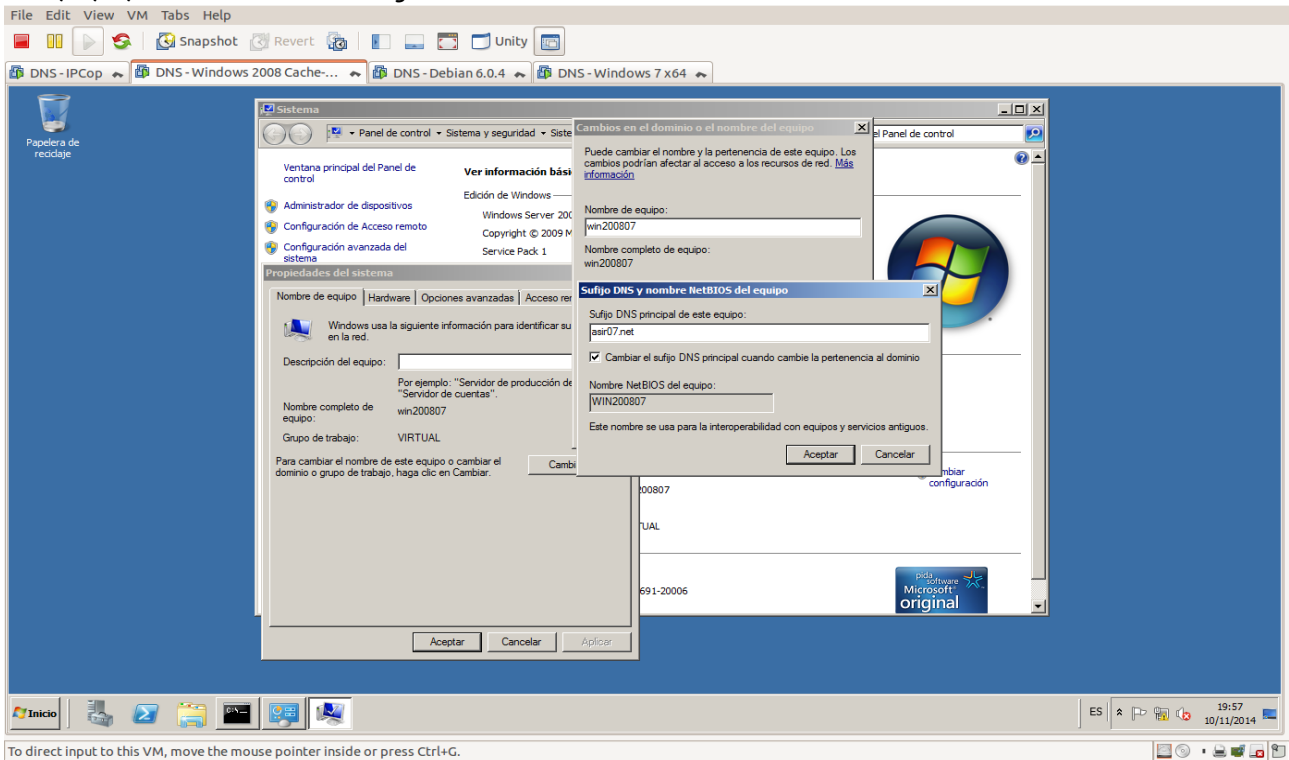 File Edit View VM Tabs Help
Snapshot Revert Unity
DNS - IPCop DNS - Windows 2008 Cache-... DNS - Debian 6.0.4 DNS - Windows 7 x64
Papelera de
reciclaje
Sistema
Panel de control Sistema y seguridad Siste
el Panel de control
Ventana principal del Panel de
control
Administrador de dispositivos
Configuración de Acceso remoto
Configuración avanzada del
sistema
Ver información bási
Edición de Windows
Windows Server 200
Copyright © 2009 M
Service Pack 1
Cambios en el dominio o el nombre del equipo
Puede cambiar el nombre y la pertenencia de este equipo. Los
cambios podrían afectar al acceso a los recursos de red. Más
información
Nombre de equipo:
win200807
Nombre completo de equipo:
win200807
Sufijo DNS y nombre NetBIOS del equipo
Sufijo DNS principal de este equipo:
asir07.net
Cambiar el sufijo DNS principal cuando cambie la pertenencia al dominio
Nombre NetBIOS del equipo:
WIN200807
Este nombre se usa para la interoperabilidad con equipos y servicios antiguos.
Aceptar Cancelar
Propiedades del sistema
Nombre de equipo Hardware Opciones avanzadas Acceso rem
Windows usa la siguiente información para identificar su
en la red.
Descripción del equipo:
Por ejemplo: "Servidor de producción de
"Servidor de cuentas".
Nombre completo de
equipo:
win200807
Grupo de trabajo: VIRTUAL
Para cambiar el nombre de este equipo o cambiar el
dominio o grupo de trabajo, haga clic en Cambiar.
Cambi
Aceptar Cancelar Aplicar
mbiar
configuración
200807
TUAL
691-20006
pida
software
Microsoft
original
Inicio
ES
19:57
10/11/2014
To direct input to this VM, move the mouse pointer inside or press Ctrl+G.